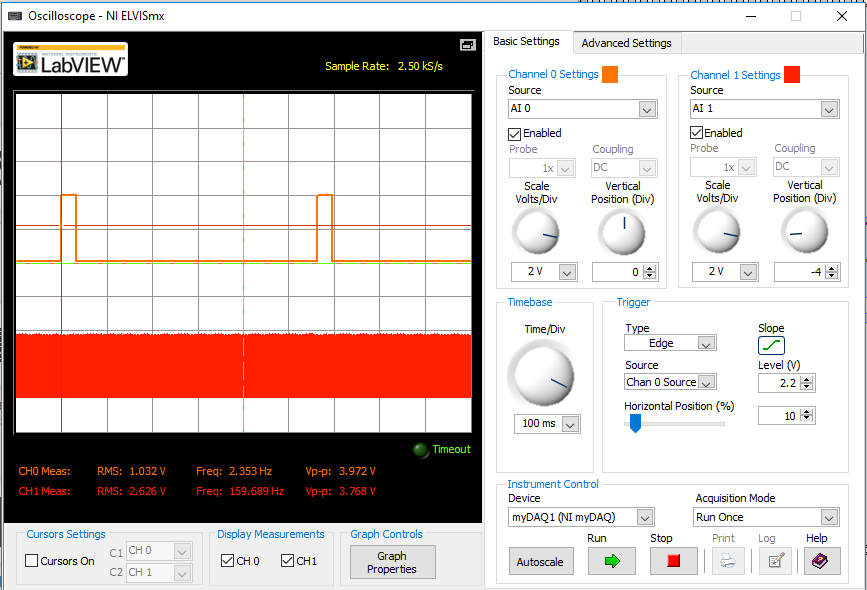 Oscilloscope - NI ELVISmx
POWERED BY
NATIONAL INSTRUMENTS
LabVIEW™
Sample Rate: 2.50 kS/s
CH0 Meas: RMS: 1.032 V Freq: 2.353 Hz Vp-p: 3.972 V
CH1 Meas: RMS: 2.626 V Freq: 159.689 Hz Vp-p: 3.768 V
Timeout
Cursors Settings
Cursors On
C1 CH 0
C2 CH 1
Display Measurements
CH 0 CH1
Graph Controls
Graph
Properties
Basic Settings Advanced Settings
Channel 0 Settings
Source
AI 0
Enabled
Probe Coupling
1x DC
Scale Vertical
Volts/Div Position (Div)
2 V 0
Channel 1 Settings
Source
AI 1
Enabled
Probe Coupling
1x DC
Scale Vertical
Volts/Div Position (Div)
2 V -4
Timebase
Time/Div
100 ms
Trigger
Type Slope
Edge
Source Level (V)
Chan 0 Source 2.2
Horizontal Position (%)
10
Instrument Control
Device Acquisition Mode
myDAQ1 (NI myDAQ) Run Once
Run Stop Print Log Help
Autoscale